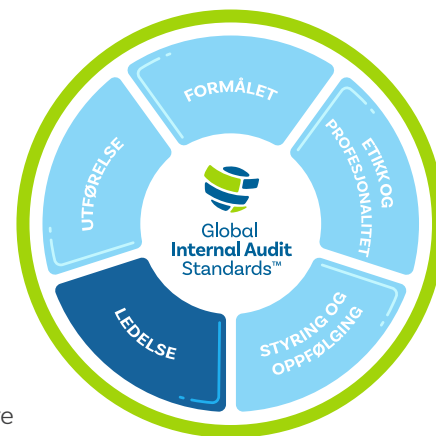 FORMÅLET
ETIKK OG
PROFESJONALITET
STYRING OG
OPPFØLGING
LEDELSE
UTFØRELSE
Global
Internal Audit
Standards™